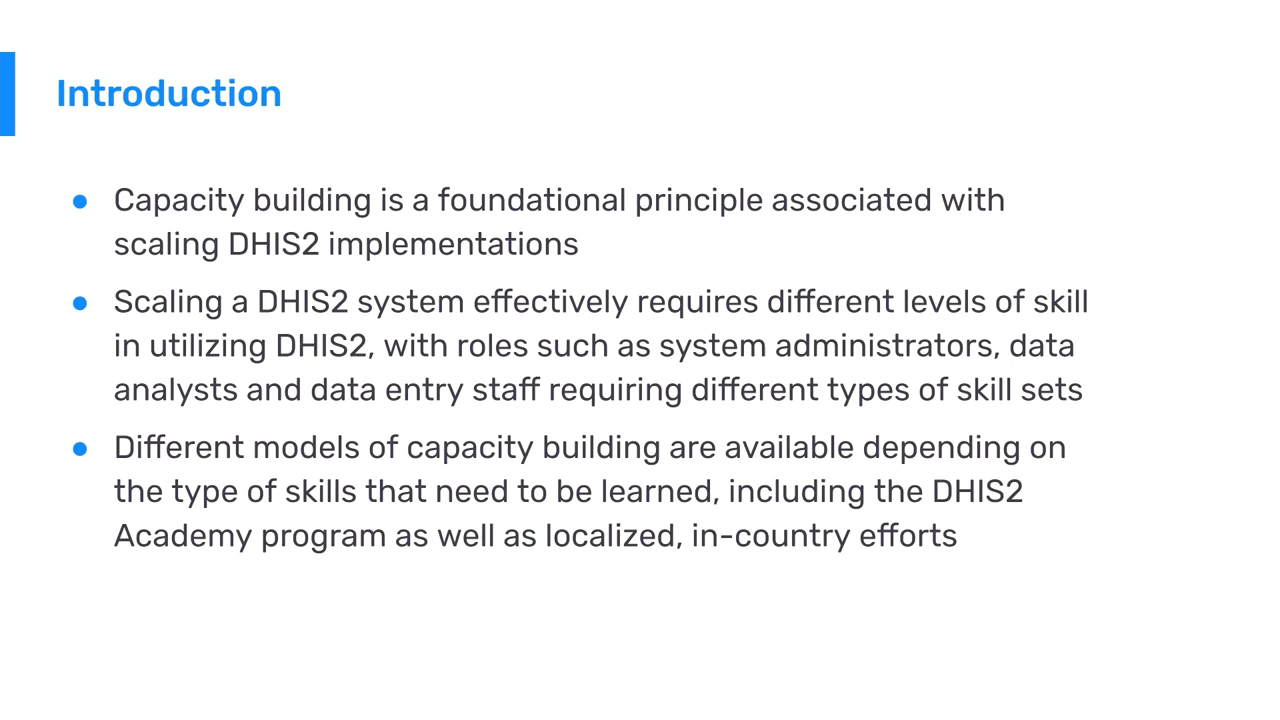 Introduction
● Capacity building is a foundational principle associated with
scaling DHIS2 implementations
● Scaling a DHIS2 system effectively requires different levels of skill
in utilizing DHIS2, with roles such as system administrators, data
analysts and data entry staff requiring different types of skill sets
● Different models of capacity building are available depending on
the type of skills that need to be learned, including the DHIS2
Academy program as well as localized, in-country efforts